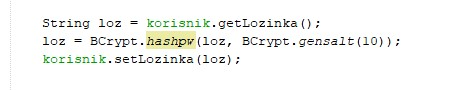 String loz = korisnik.getLozinka();
loz = BCrypt.hashpw(loz, BCrypt.gensalt(10));
korisnik.setLozinka(loz);